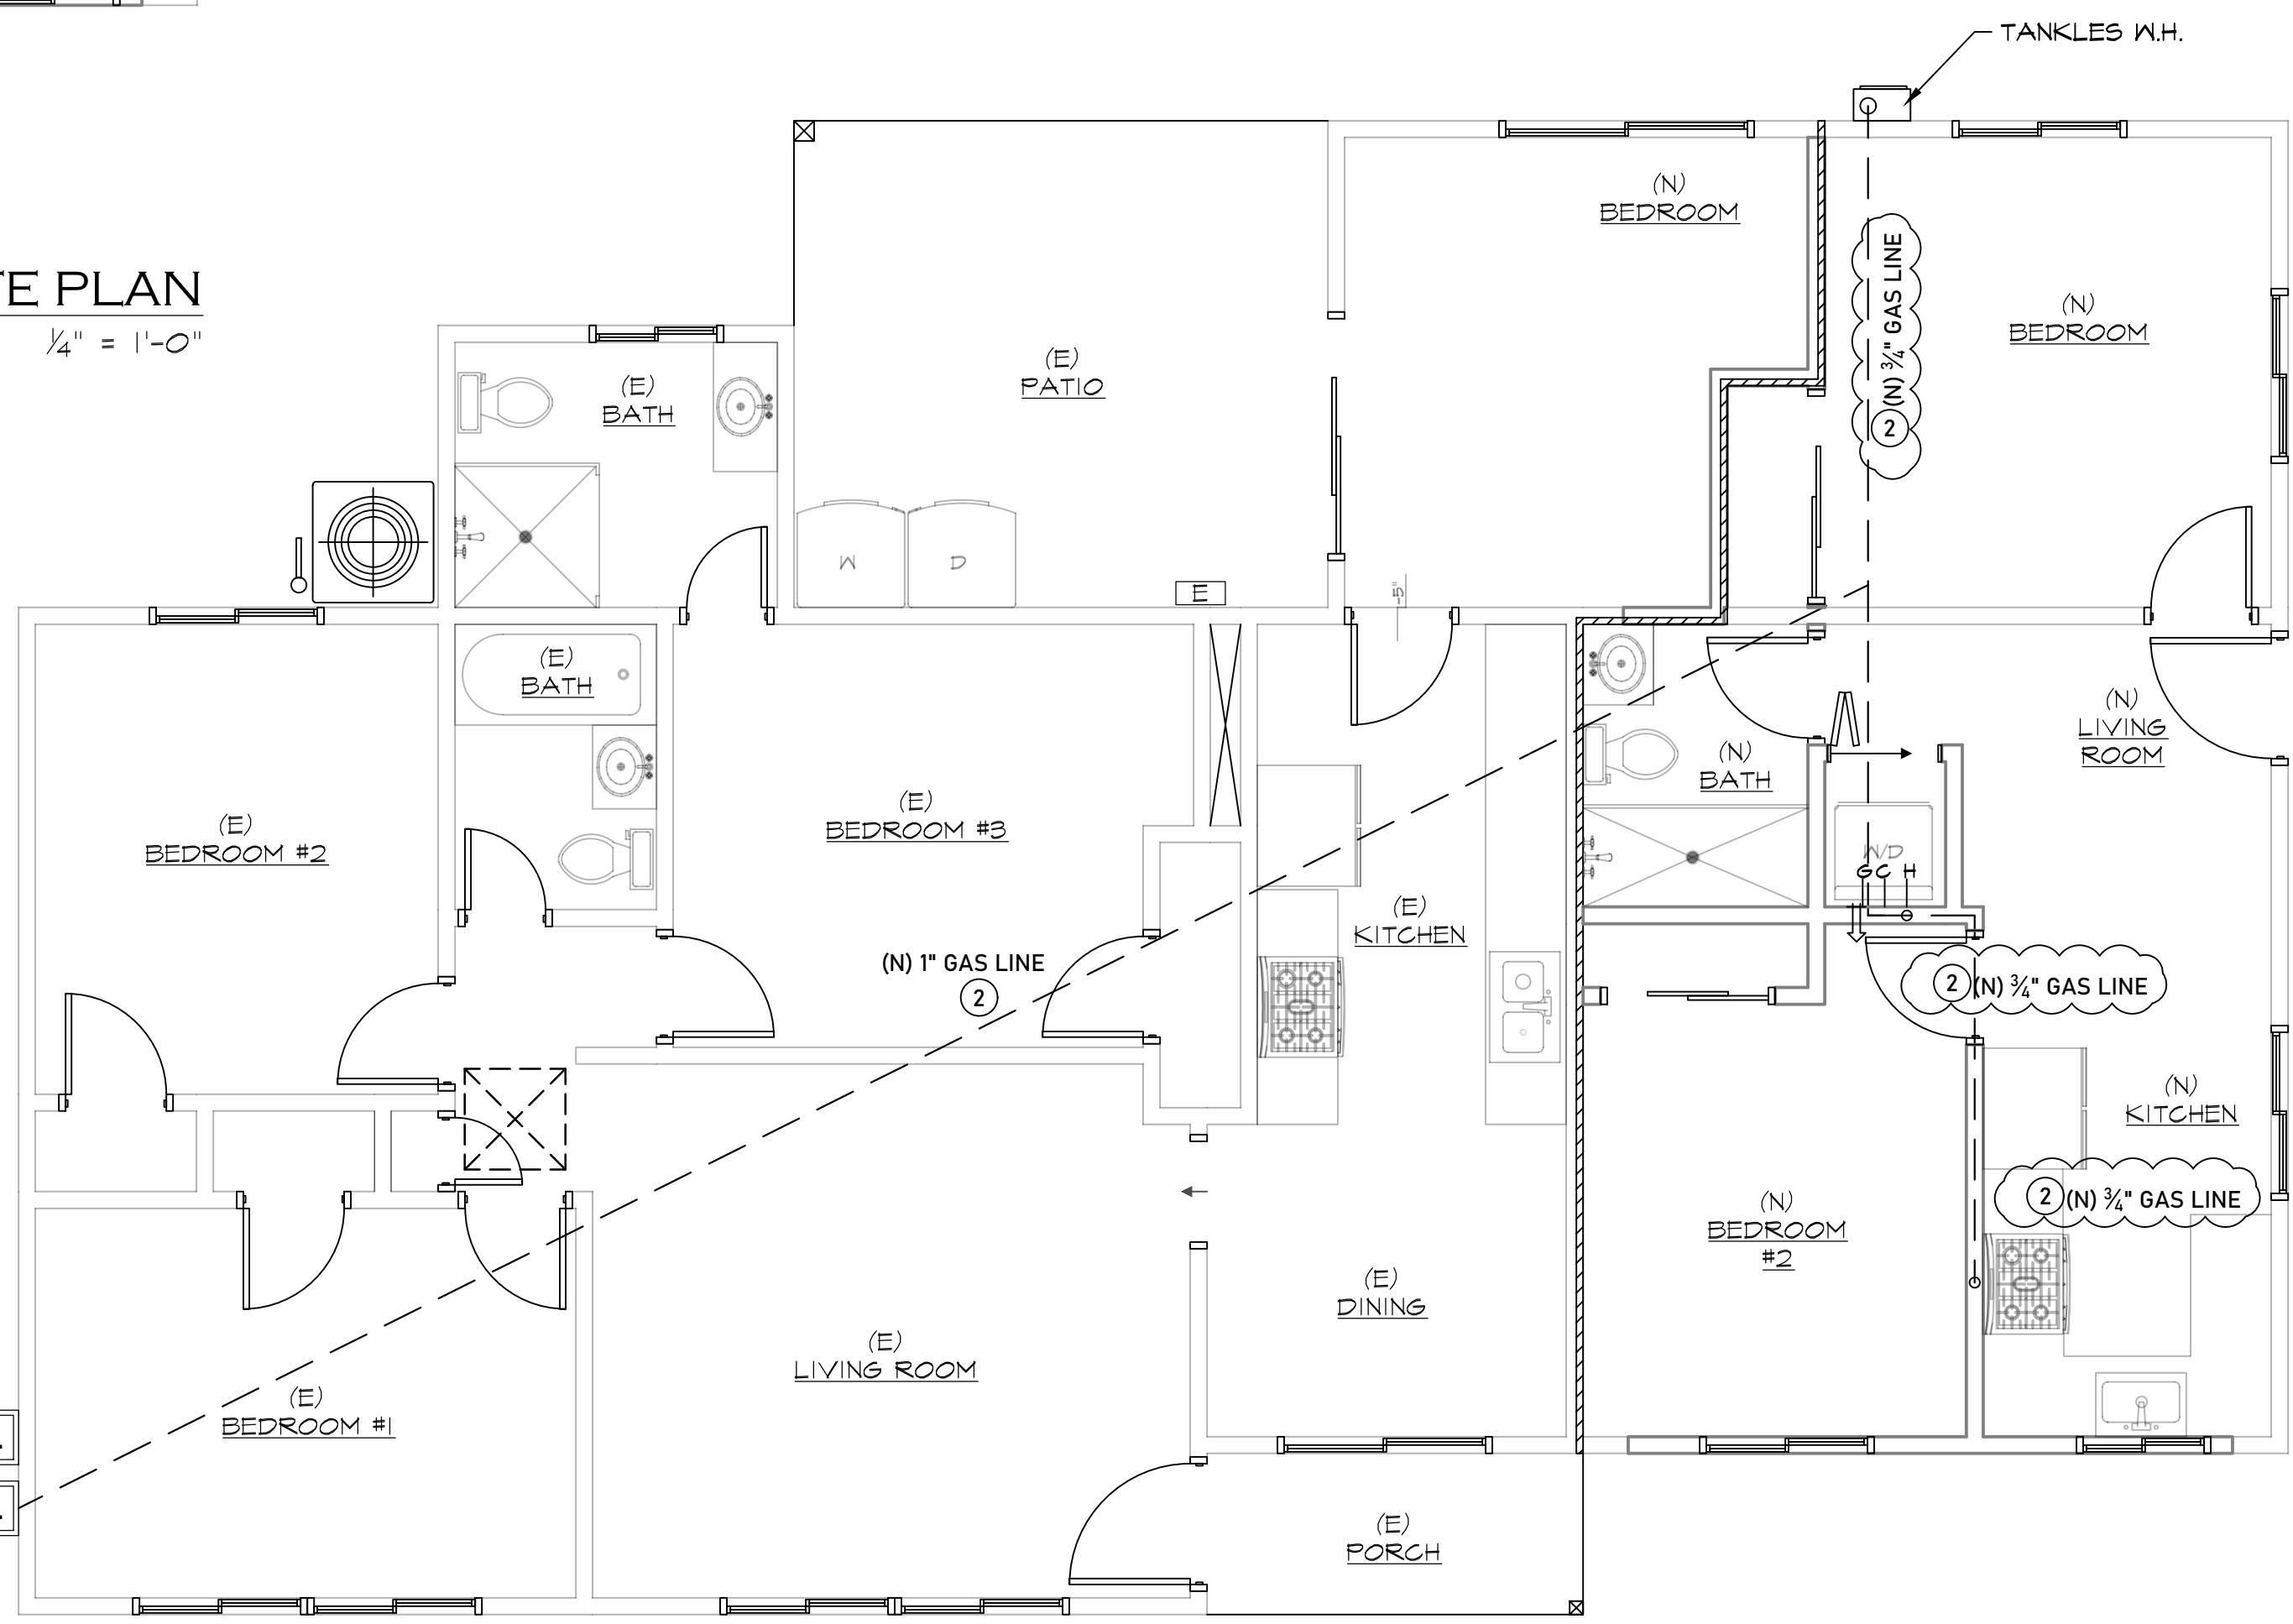 TANKLES W.H.
TE PLAN
¼" = 1'-0"
(N)
BEDROOM
2 (N) ¾" GAS LINE
(N)
BEDROOM
(E)
PATIO
(E)
BATH
W
D
E
-5"
(E)
BATH
(N)
LIVING
ROOM
(N)
BATH
(E)
BEDROOM #2
(E)
BEDROOM #3
W/D
G C H
(E)
KITCHEN
(N) 1" GAS LINE
2
2 (N) ¾" GAS LINE
(N)
KITCHEN
2 (N) ¾" GAS LINE
(N)
BEDROOM
#2
(E)
DINING
(E)
LIVING ROOM
(E)
BEDROOM #1
(E)
PORCH